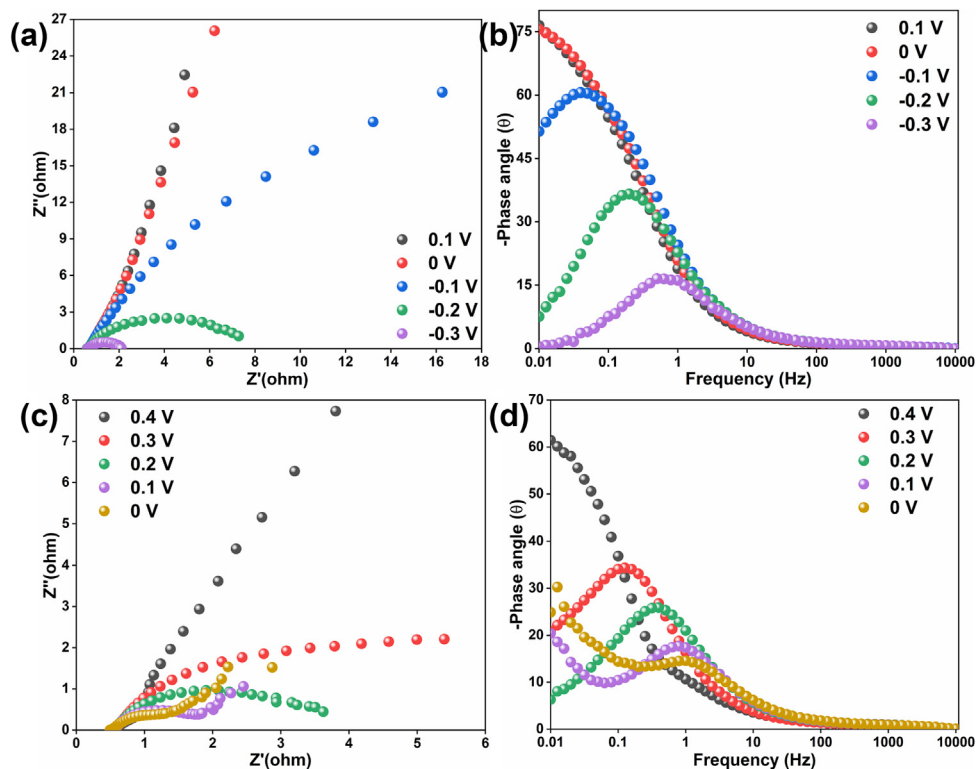 (a)
27
24
21
18
15
12
9
6
3
0
Z''(ohm)
0.1 V
0 V
-0.1 V
-0.2 V
-0.3 V
0 2 4 6 8 10 12 14 16 18
Z'(ohm)
(b)
75
60
45
30
15
0
-Phase angle (θ)
0.1 V
0 V
-0.1 V
-0.2 V
-0.3 V
0.01 0.1 1 10 100 1000 10000
Frequency (Hz)
(c)
8
7
6
5
4
3
2
1
0
Z''(ohm)
0.4 V
0.3 V
0.2 V
0.1 V
0 V
0 1 2 3 4 5 6
Z'(ohm)
(d)
70
60
50
40
30
20
10
0
-Phase angle (θ)
0.4 V
0.3 V
0.2 V
0.1 V
0 V
0.01 0.1 1 10 100 1000 10000
Frequency (Hz)